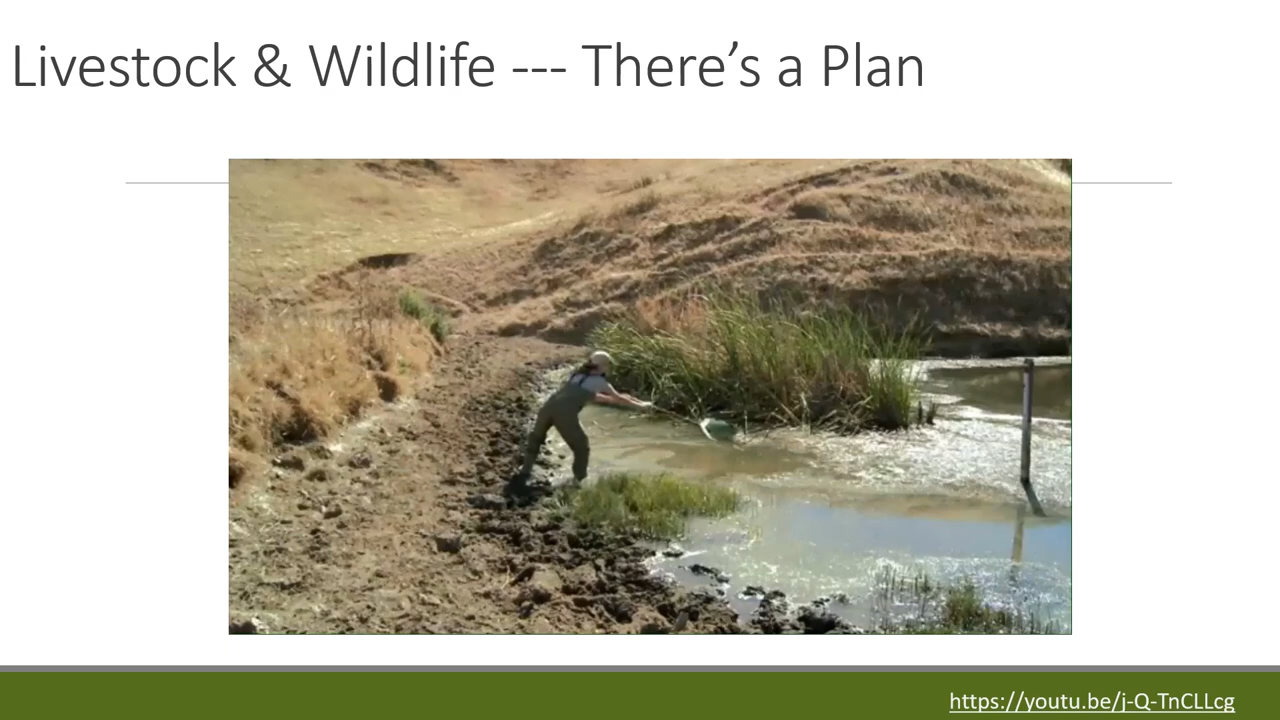 Livestock & Wildlife --- There’s a Plan
https://youtu.be/j-Q-TnCLLcg